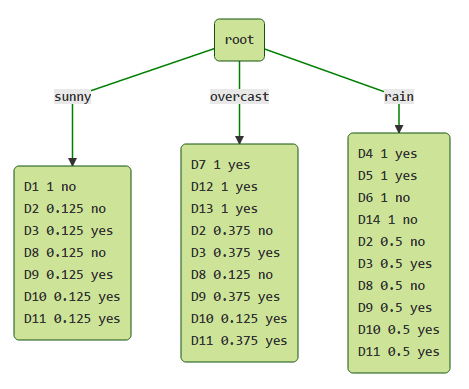 root
sunny
overcast
rain
D1 1 no
D2 0.125 no
D3 0.125 yes
D8 0.125 no
D9 0.125 yes
D10 0.125 yes
D11 0.125 yes
D7 1 yes
D12 1 yes
D13 1 yes
D2 0.375 no
D3 0.375 yes
D8 0.125 no
D9 0.375 yes
D10 0.125 yes
D11 0.375 yes
D4 1 yes
D5 1 yes
D6 1 no
D14 1 no
D2 0.5 no
D3 0.5 yes
D8 0.5 no
D9 0.5 yes
D10 0.5 yes
D11 0.5 yes